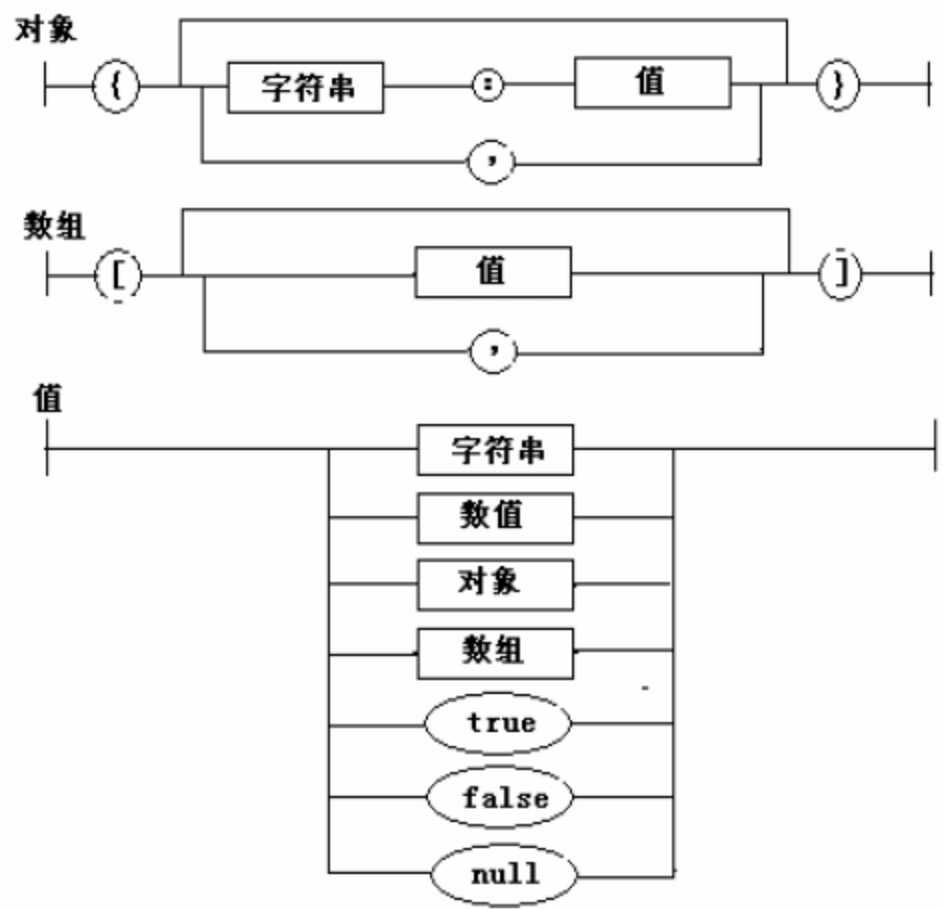 对象
{ 字符串 : 值 }
,
数组
[ 值 ]
,
值
字符串
数值
对象
数组
true
false
null